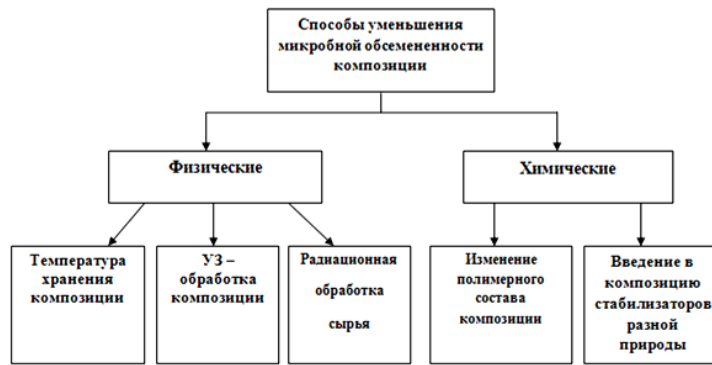 Способы уменьшения
микробной обсемененности
композиции
Физические
Химические
Температура
хранения
композиции
УЗ –
обработка
композиции
Радиационная
обработка
сырья
Изменение
полимерного
состава
композиции
Введение в
композицию
стабилизаторов
разной
природы